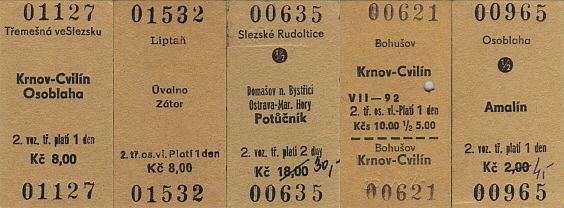 01127
Třemešná veSlezsku
Krnov-Cvilín
Osoblaha
2. voz. tř. platí 1 den
Kč 8,00
01127
01532
Liptaň
Úvalno
Zátor
2. tř. os. vl. Platí 1 den
Kč 8,00
01532
00635
Slezské Rudoltice
½
Domašov n. Bystřicí
Ostrava-Mar. Hory
Potůčník
2. voz. tř. platí 2 dny
Kč 18,00 30,-
00635
00621
Bohušov
Krnov-Cvilín
VII—92
2. tř. os. vl.-Platí 1 den
Kčs 10.00 ½ 5.00
Bohušov
Krnov-Cvilín
00621
00965
Osoblaha
½
Amalín
2. voz. tř. platí 1 den
Kč 2,00 4,-
00965